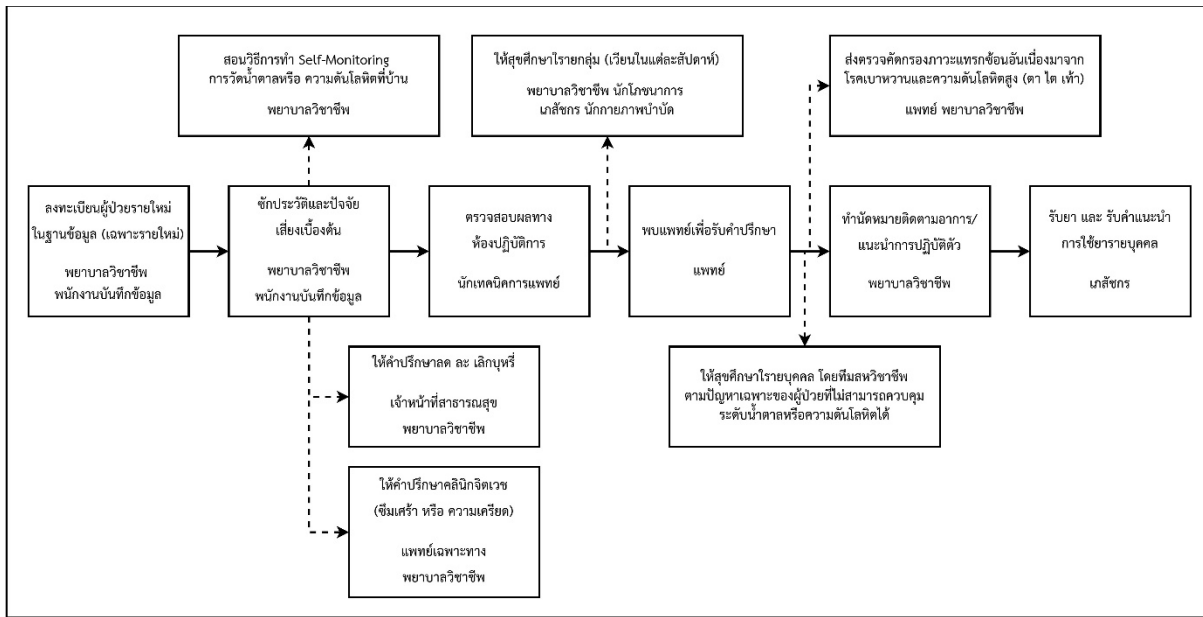 สอนวิธีการทำ Self-Monitoring
การวัดน้ำตาลหรือ ความดันโลหิตที่บ้าน
พยาบาลวิชาชีพ
ให้สุขศึกษาใรายกลุ่ม (เวียนในแต่ละสัปดาห์)
พยาบาลวิชาชีพ นักโภชนาการ
เภสัชกร นักกายภาพบำบัด
ส่งตรวจคัดกรองภาวะแทรกซ้อนอันเนื่องมาจาก
โรคเบาหวานและความดันโลหิตสูง (ตา ไต เท้า)
แพทย์ พยาบาลวิชาชีพ
ลงทะเบียนผู้ป่วยรายใหม่
ในฐานข้อมูล (เฉพาะรายใหม่)
พยาบาลวิชาชีพ
พนักงานบันทึกข้อมูล
ซักประวัติและปัจจัย
เสี่ยงเบื้องต้น
พยาบาลวิชาชีพ
พนักงานบันทึกข้อมูล
ตรวจสอบผลทาง
ห้องปฏิบัติการ
นักเทคนิคการแพทย์
พบแพทย์เพื่อรับคำปรึกษา
แพทย์
ทำนัดหมายติดตามอาการ/
แนะนำการปฏิบัติตัว
พยาบาลวิชาชีพ
รับยา และ รับคำแนะนำ
การใช้ยารายบุคคล
เภสัชกร
ให้คำปรึกษาลด ละ เลิกบุหรี่
เจ้าหน้าที่สาธารณสุข
พยาบาลวิชาชีพ
ให้สุขศึกษาใรายบุคคล โดยทีมสหวิชาชีพ
ตามปัญหาเฉพาะของผู้ป่วยที่ไม่สามารถควบคุม
ระดับน้ำตาลหรือความดันโลหิตได้
ให้คำปรึกษาคลินิกจิตเวช
(ซึมเศร้า หรือ ความเครียด)
แพทย์เฉพาะทาง
พยาบาลวิชาชีพ